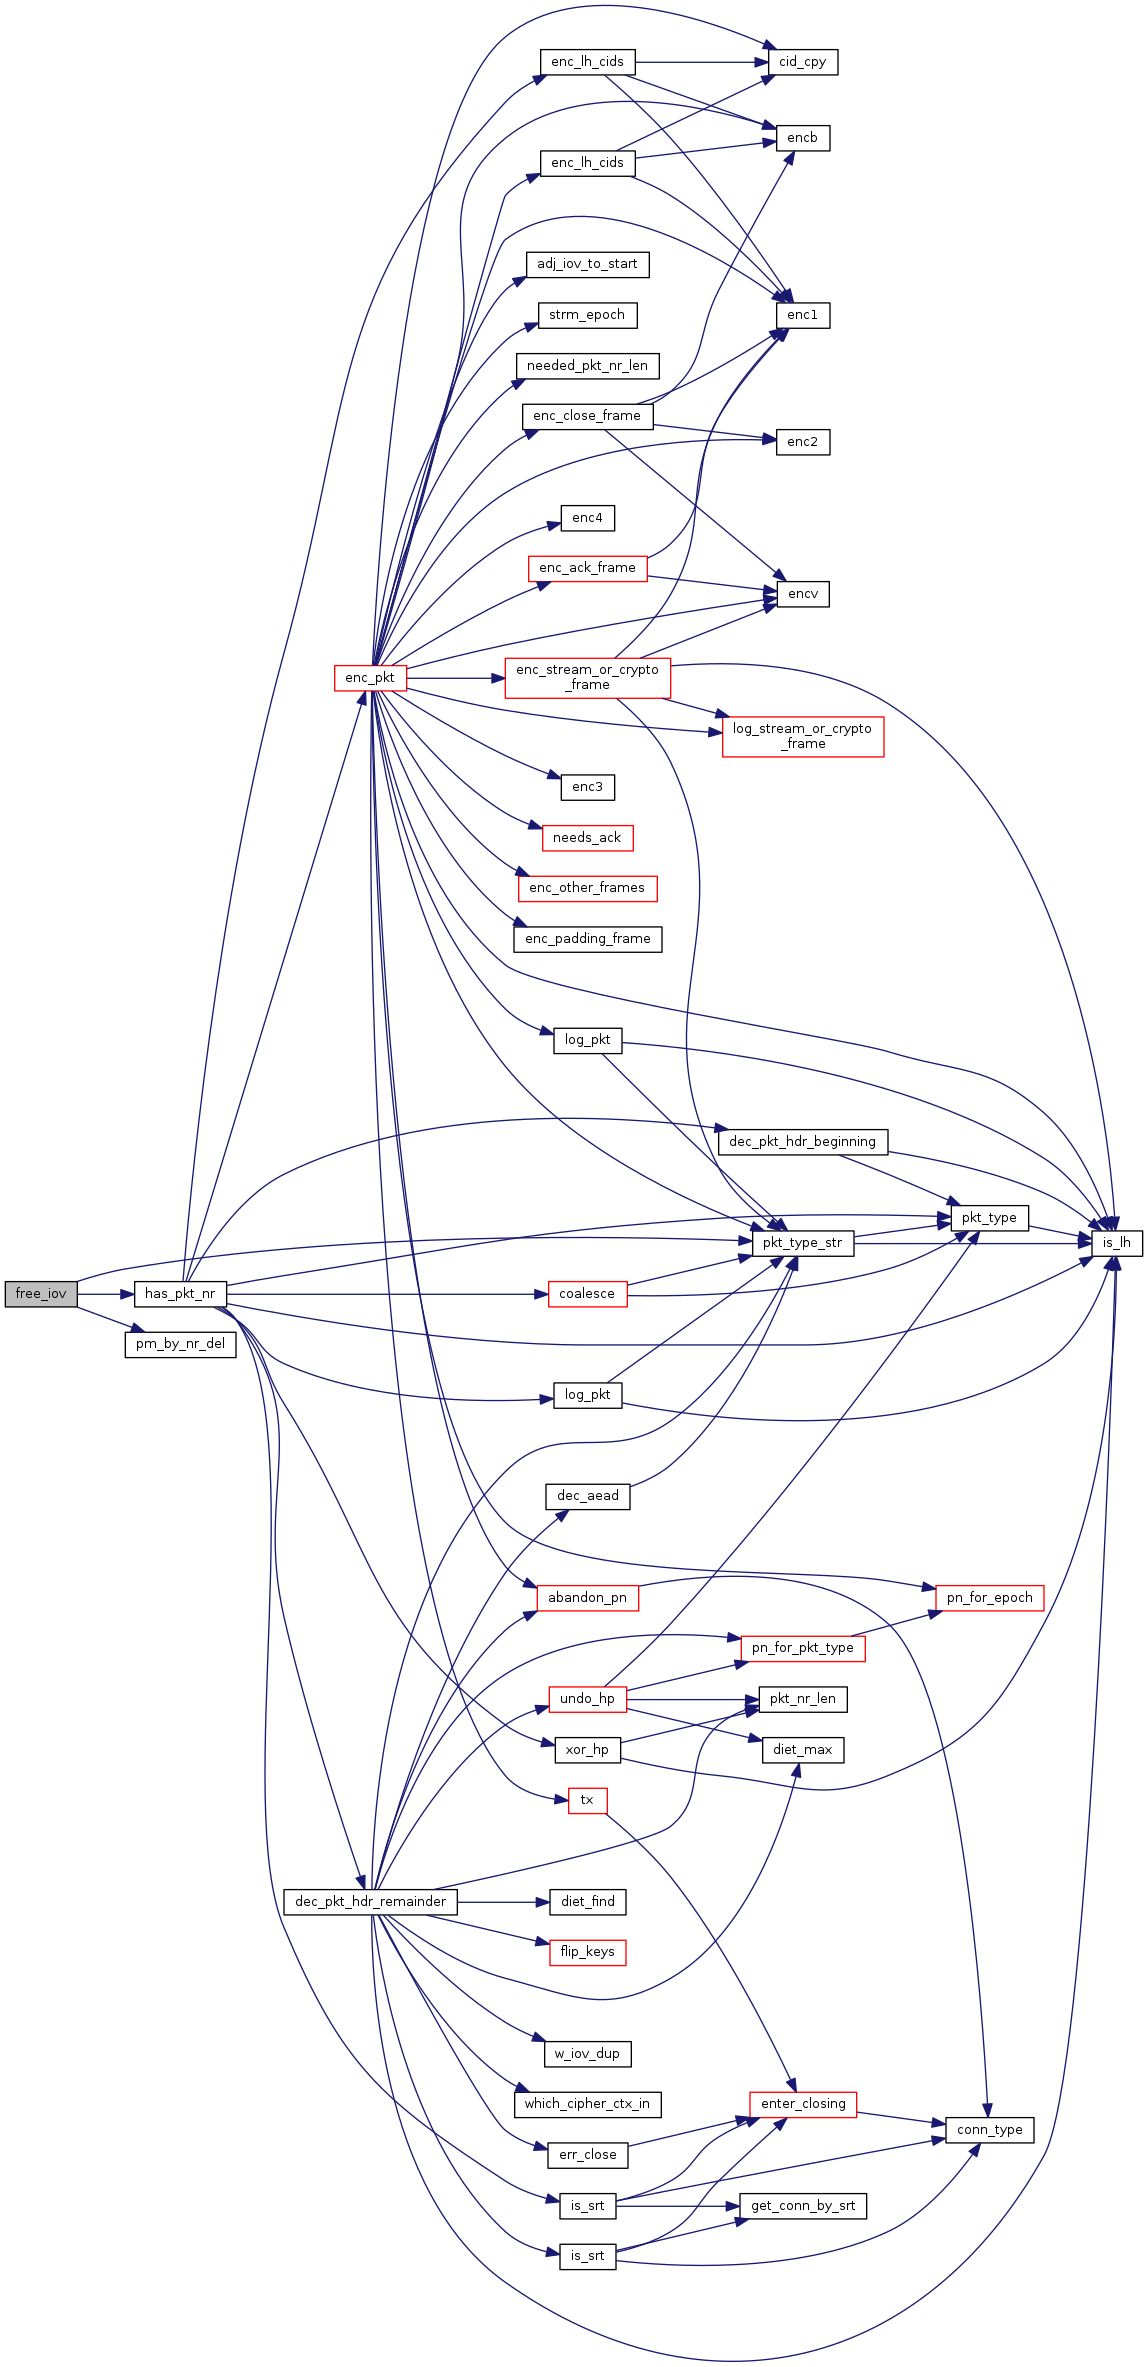 enc_lh_cids
cid_cpy
encb
enc_lh_cids
adj_iov_to_start
strm_epoch
enc1
needed_pkt_nr_len
enc_close_frame
enc2
enc4
enc_ack_frame
encv
enc_pkt
enc_stream_or_crypto
_frame
log_stream_or_crypto
_frame
enc3
needs_ack
enc_other_frames
enc_padding_frame
log_pkt
dec_pkt_hdr_beginning
pkt_type
pkt_type_str
is_lh
free_iov
has_pkt_nr
coalesce
pm_by_nr_del
log_pkt
dec_aead
abandon_pn
pn_for_epoch
pn_for_pkt_type
undo_hp
pkt_nr_len
xor_hp
diet_max
tx
dec_pkt_hdr_remainder
diet_find
flip_keys
w_iov_dup
which_cipher_ctx_in
enter_closing
conn_type
err_close
is_srt
get_conn_by_srt
is_srt